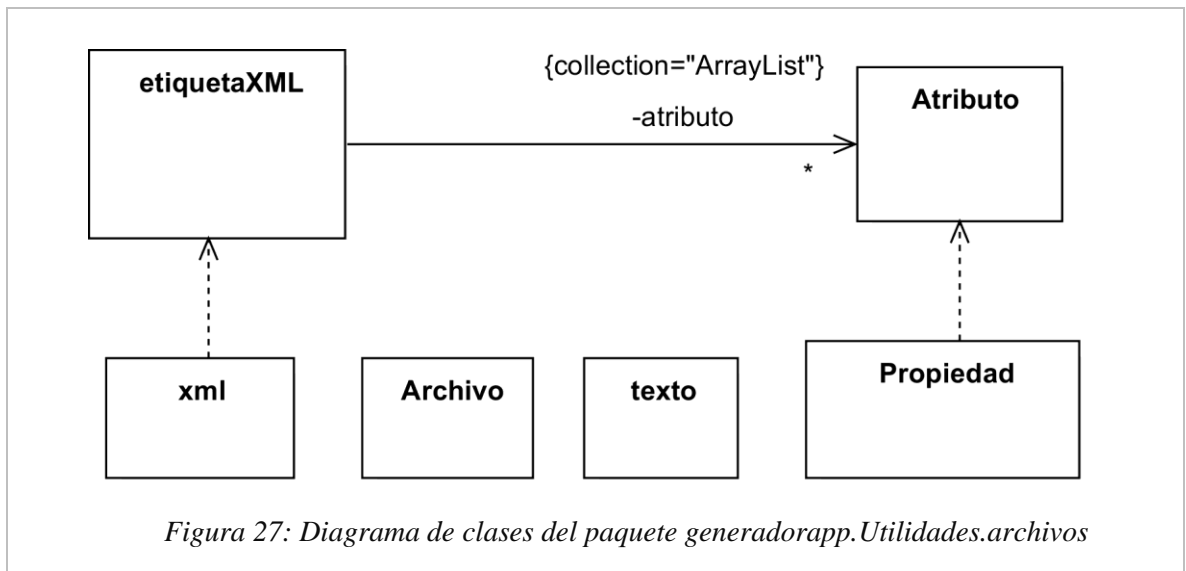 etiquetaXML
{collection="ArrayList"}
-atributo
*
Atributo
xml
Archivo
texto
Propiedad
Figura 27: Diagrama de clases del paquete generadorapp.Utilidades.archivos